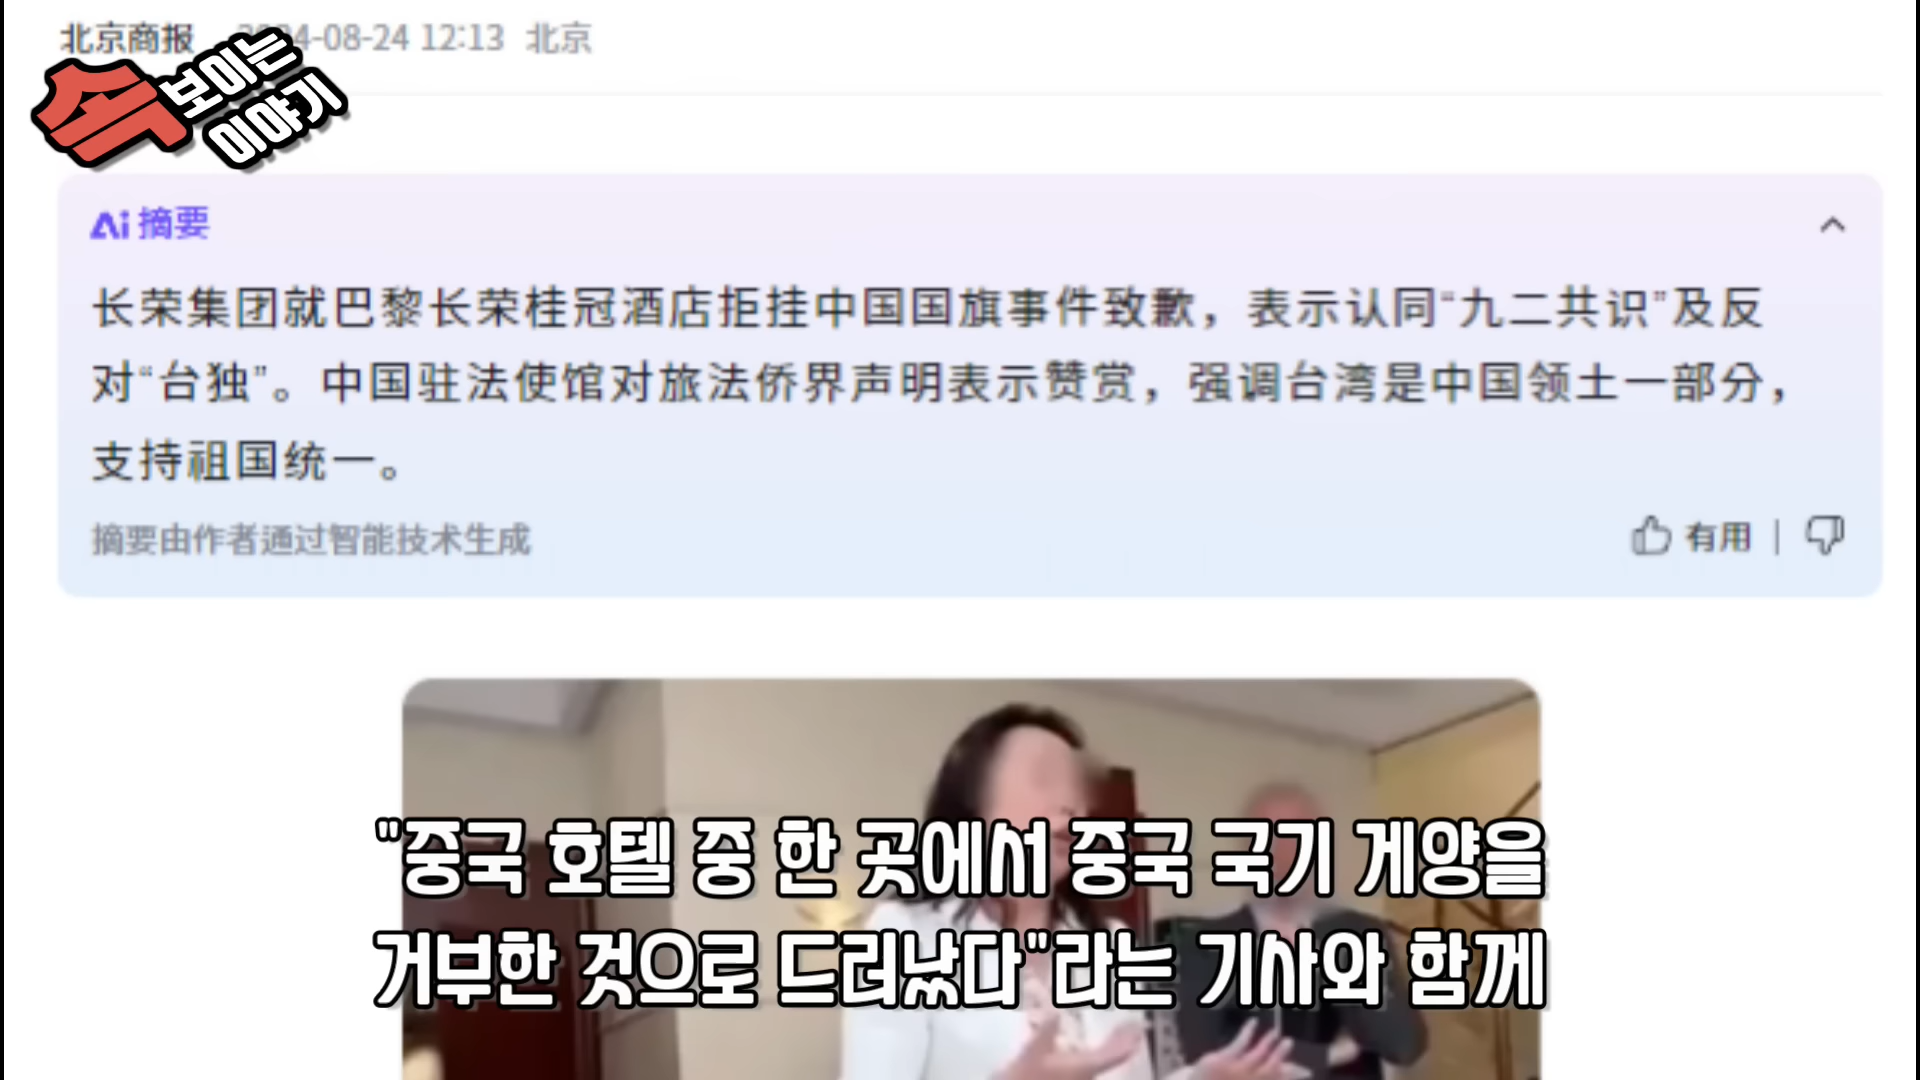 北京商报 2024-08-24 12:13 北京
속 보이는
이야기
Ai 摘要
长荣集团就巴黎长荣桂冠酒店拒挂中国国旗事件致歉，表示认同“九二共识”及反
对“台独”。中国驻法使馆对旅法侨界声明表示赞赏，强调台湾是中国领土一部分，
支持祖国统一。
摘要由作者通过智能技术生成
有用
"중국 호텔 중 한 곳에서 중국 국기 게양을
거부한 것으로 드러났다"라는 기사와 함께